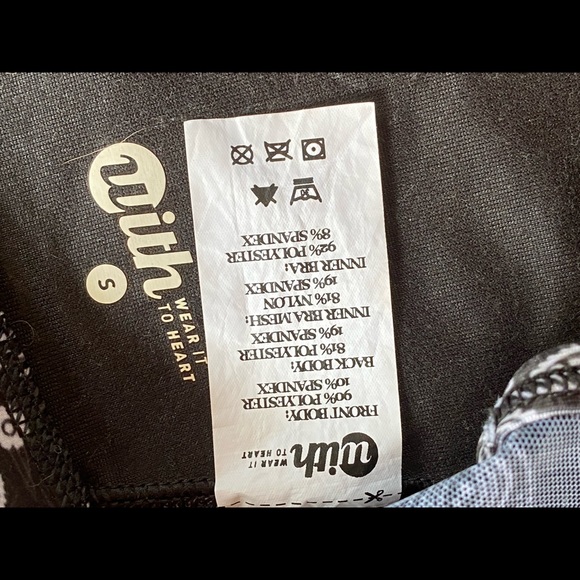 with
WEAR IT
TO HEART
S
with
WEAR IT
TO HEART
FRONT BODY:
90% POLYESTER
10% SPANDEX
BACK BODY:
81% POLYESTER
19% SPANDEX
INNER BRA MESH:
81% NYLON
19% SPANDEX
INNER BRA:
92% POLYESTER
8% SPANDEX